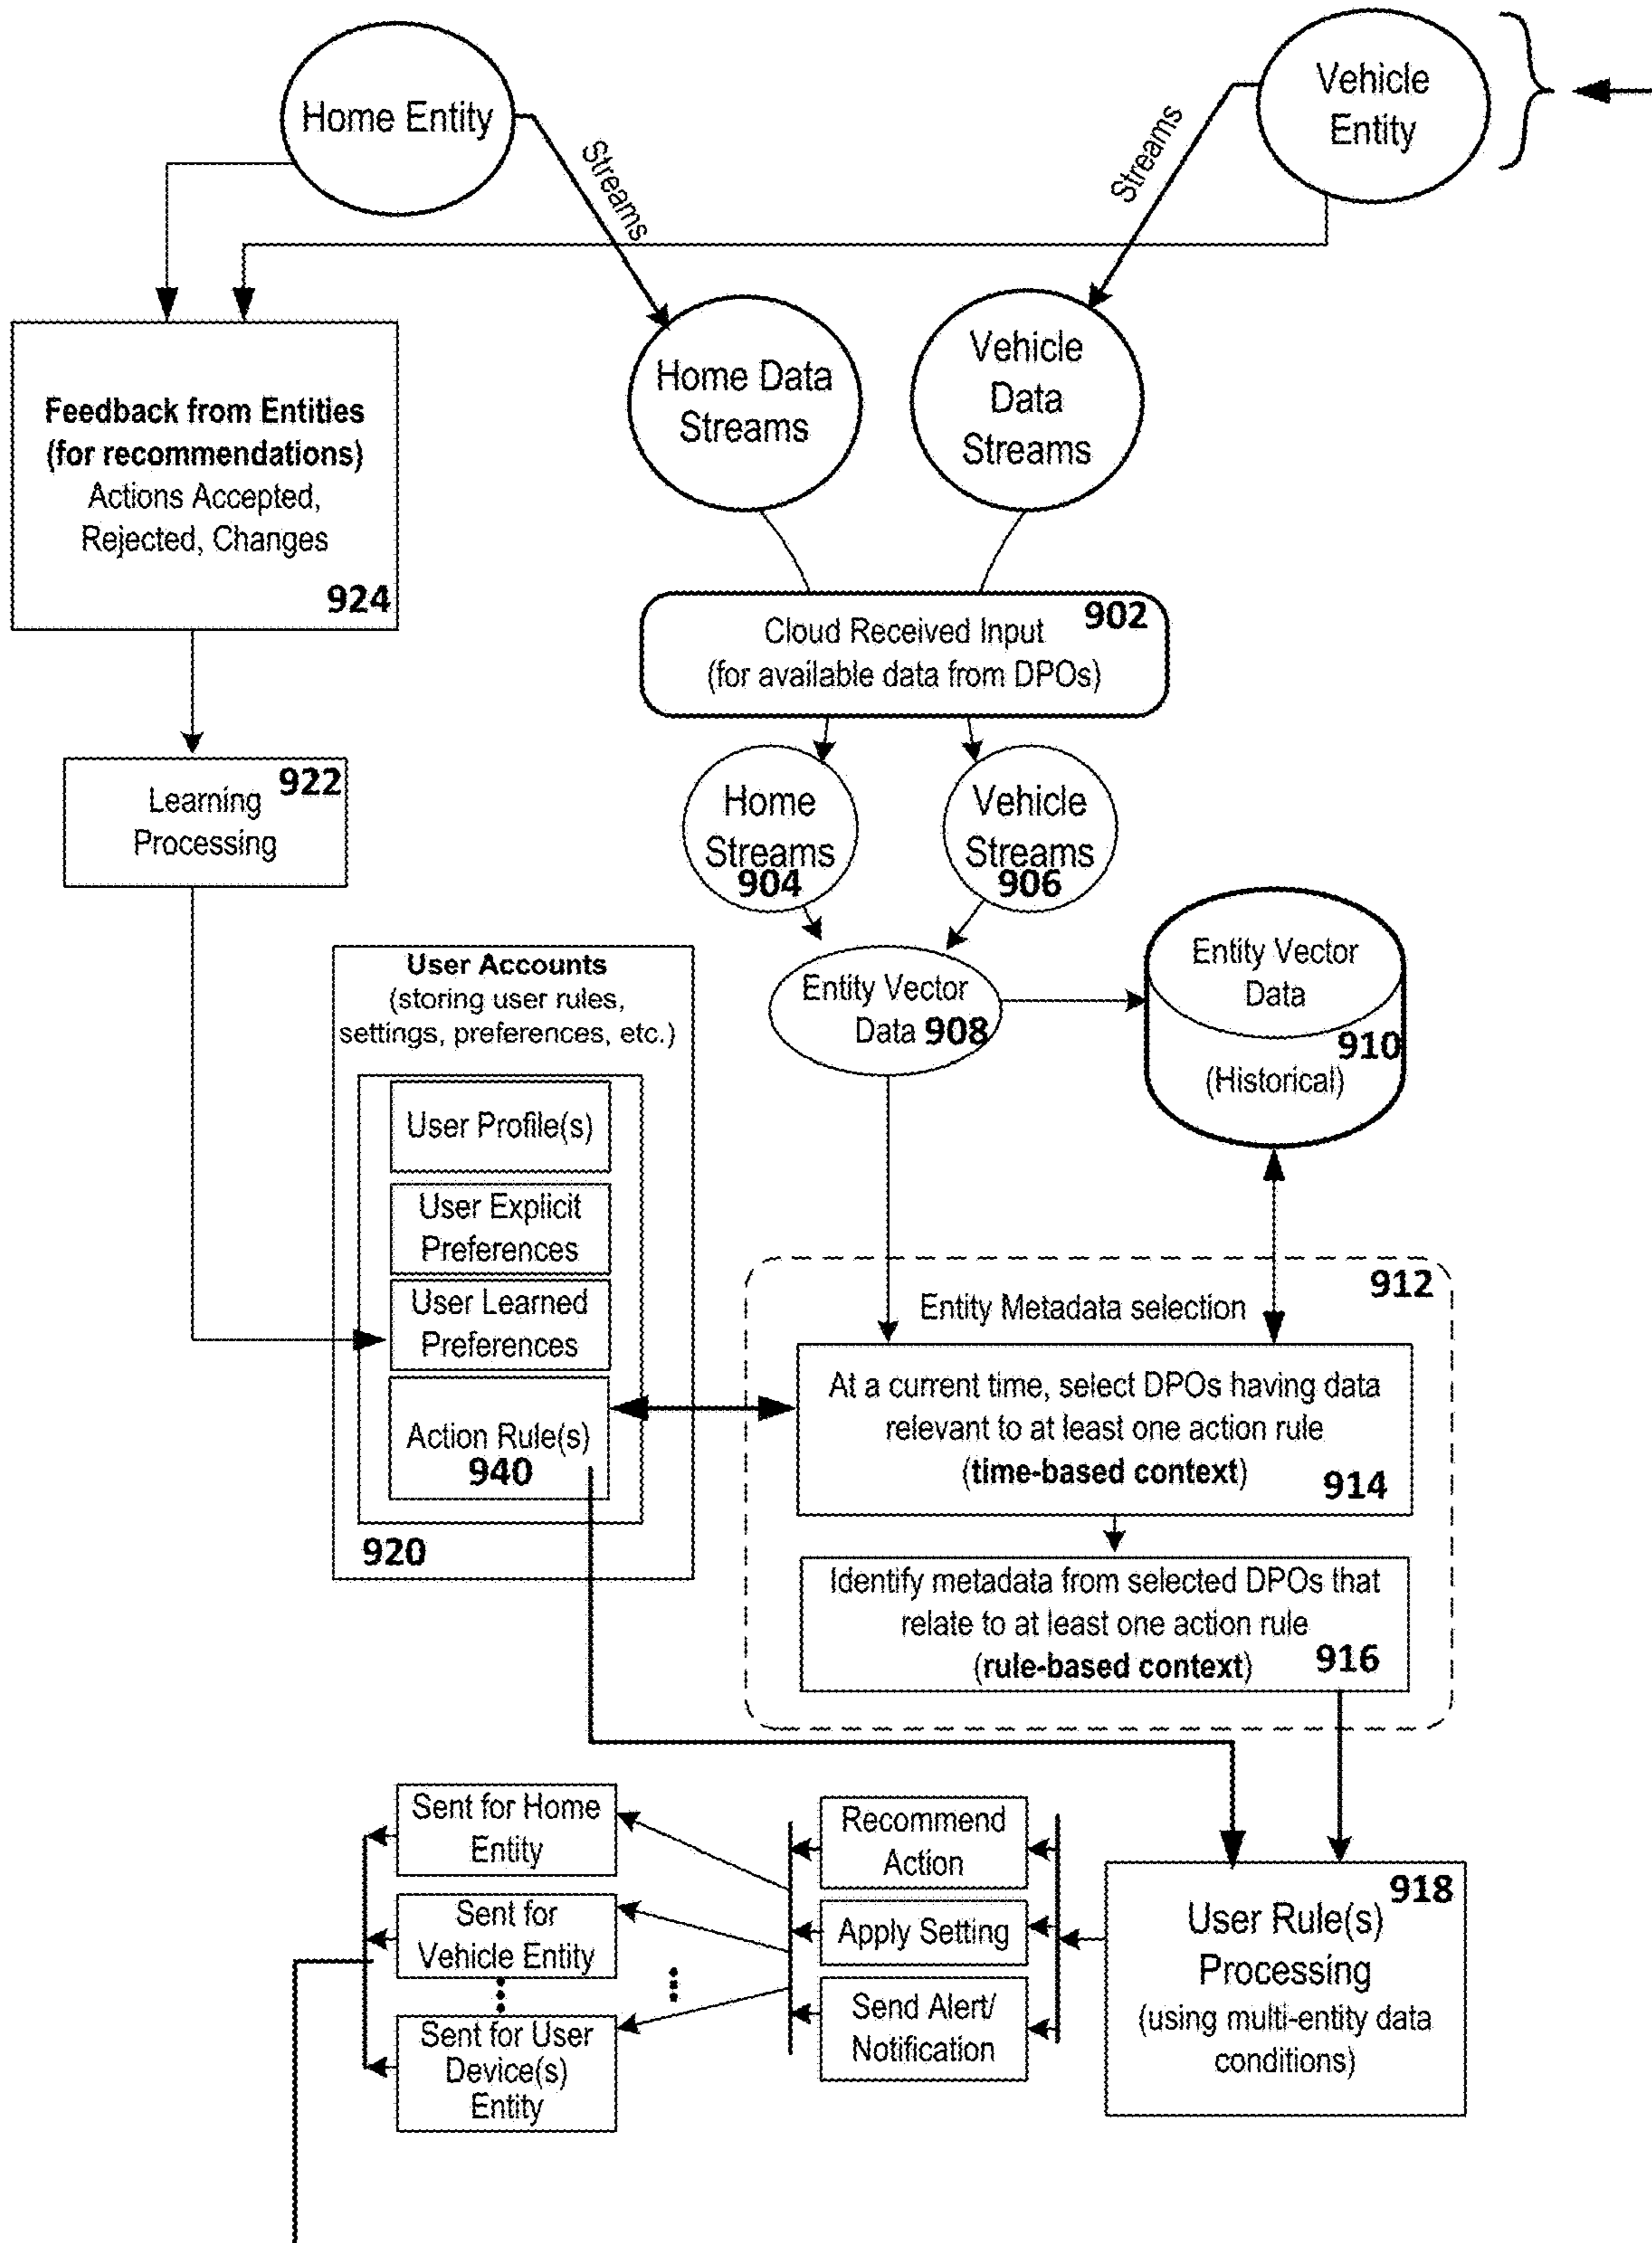 Home Entity
Vehicle
Entity
Streams
Streams
Feedback from Entities
(for recommendations)
Actions Accepted,
Rejected, Changes
924
Home Data
Streams
Vehicle
Data
Streams
902
Cloud Received Input
(for available data from DPOs)
922
Learning
Processing
Home
Streams
904
Vehicle
Streams
906
User Accounts
(storing user rules,
settings, preferences, etc.)
User Profile(s)
User Explicit
Preferences
User Learned
Preferences
Action Rule(s)
940
920
Entity Vector
Data 908
Entity Vector
Data
910
(Historical)
912
Entity Metadata selection
At a current time, select DPOs having data
relevant to at least one action rule
(time-based context)
914
Identify metadata from selected DPOs that
relate to at least one action rule
(rule-based context)
916
Sent for Home
Entity
Sent for
Vehicle Entity
Sent for User
Device(s)
Entity
Recommend
Action
Apply Setting
Send Alert/
Notification
918
User Rule(s)
Processing
(using multi-entity data
conditions)